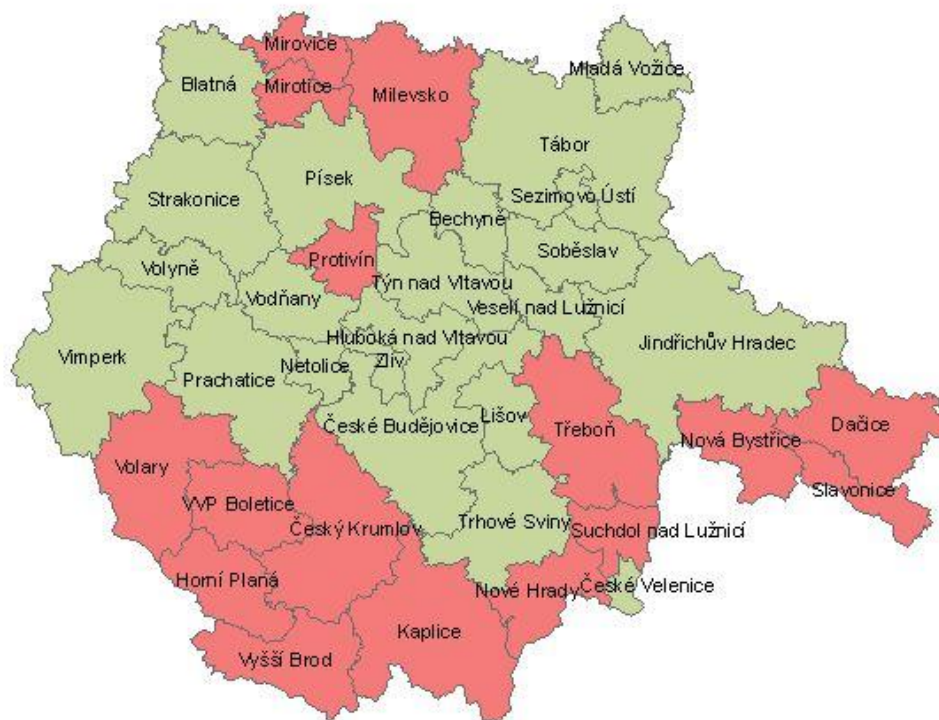 Mirovice
Mladá Vožice
Blatná
Mirotice
Milevsko
Tábor
Písek
Strakonice
Sezimovo Ústí
Bechyně
Soběslav
Volyně
Protivín
Týn nad Vltavou
Vodňany
Veselí nad Lužnicí
Hluboká nad Vltavou
Jindřichův Hradec
Vimperk
Netolice
Zliv
Prachatice
Lišov
České Budějovice
Třeboň
Dačice
Nová Bystřice
Volary
Slavonice
VVP Boletice
Český Krumlov
Trhové Sviny
Suchdol nad Lužnicí
Horní Planá
Nové Hrady
České Velenice
Kaplice
Vyšší Brod